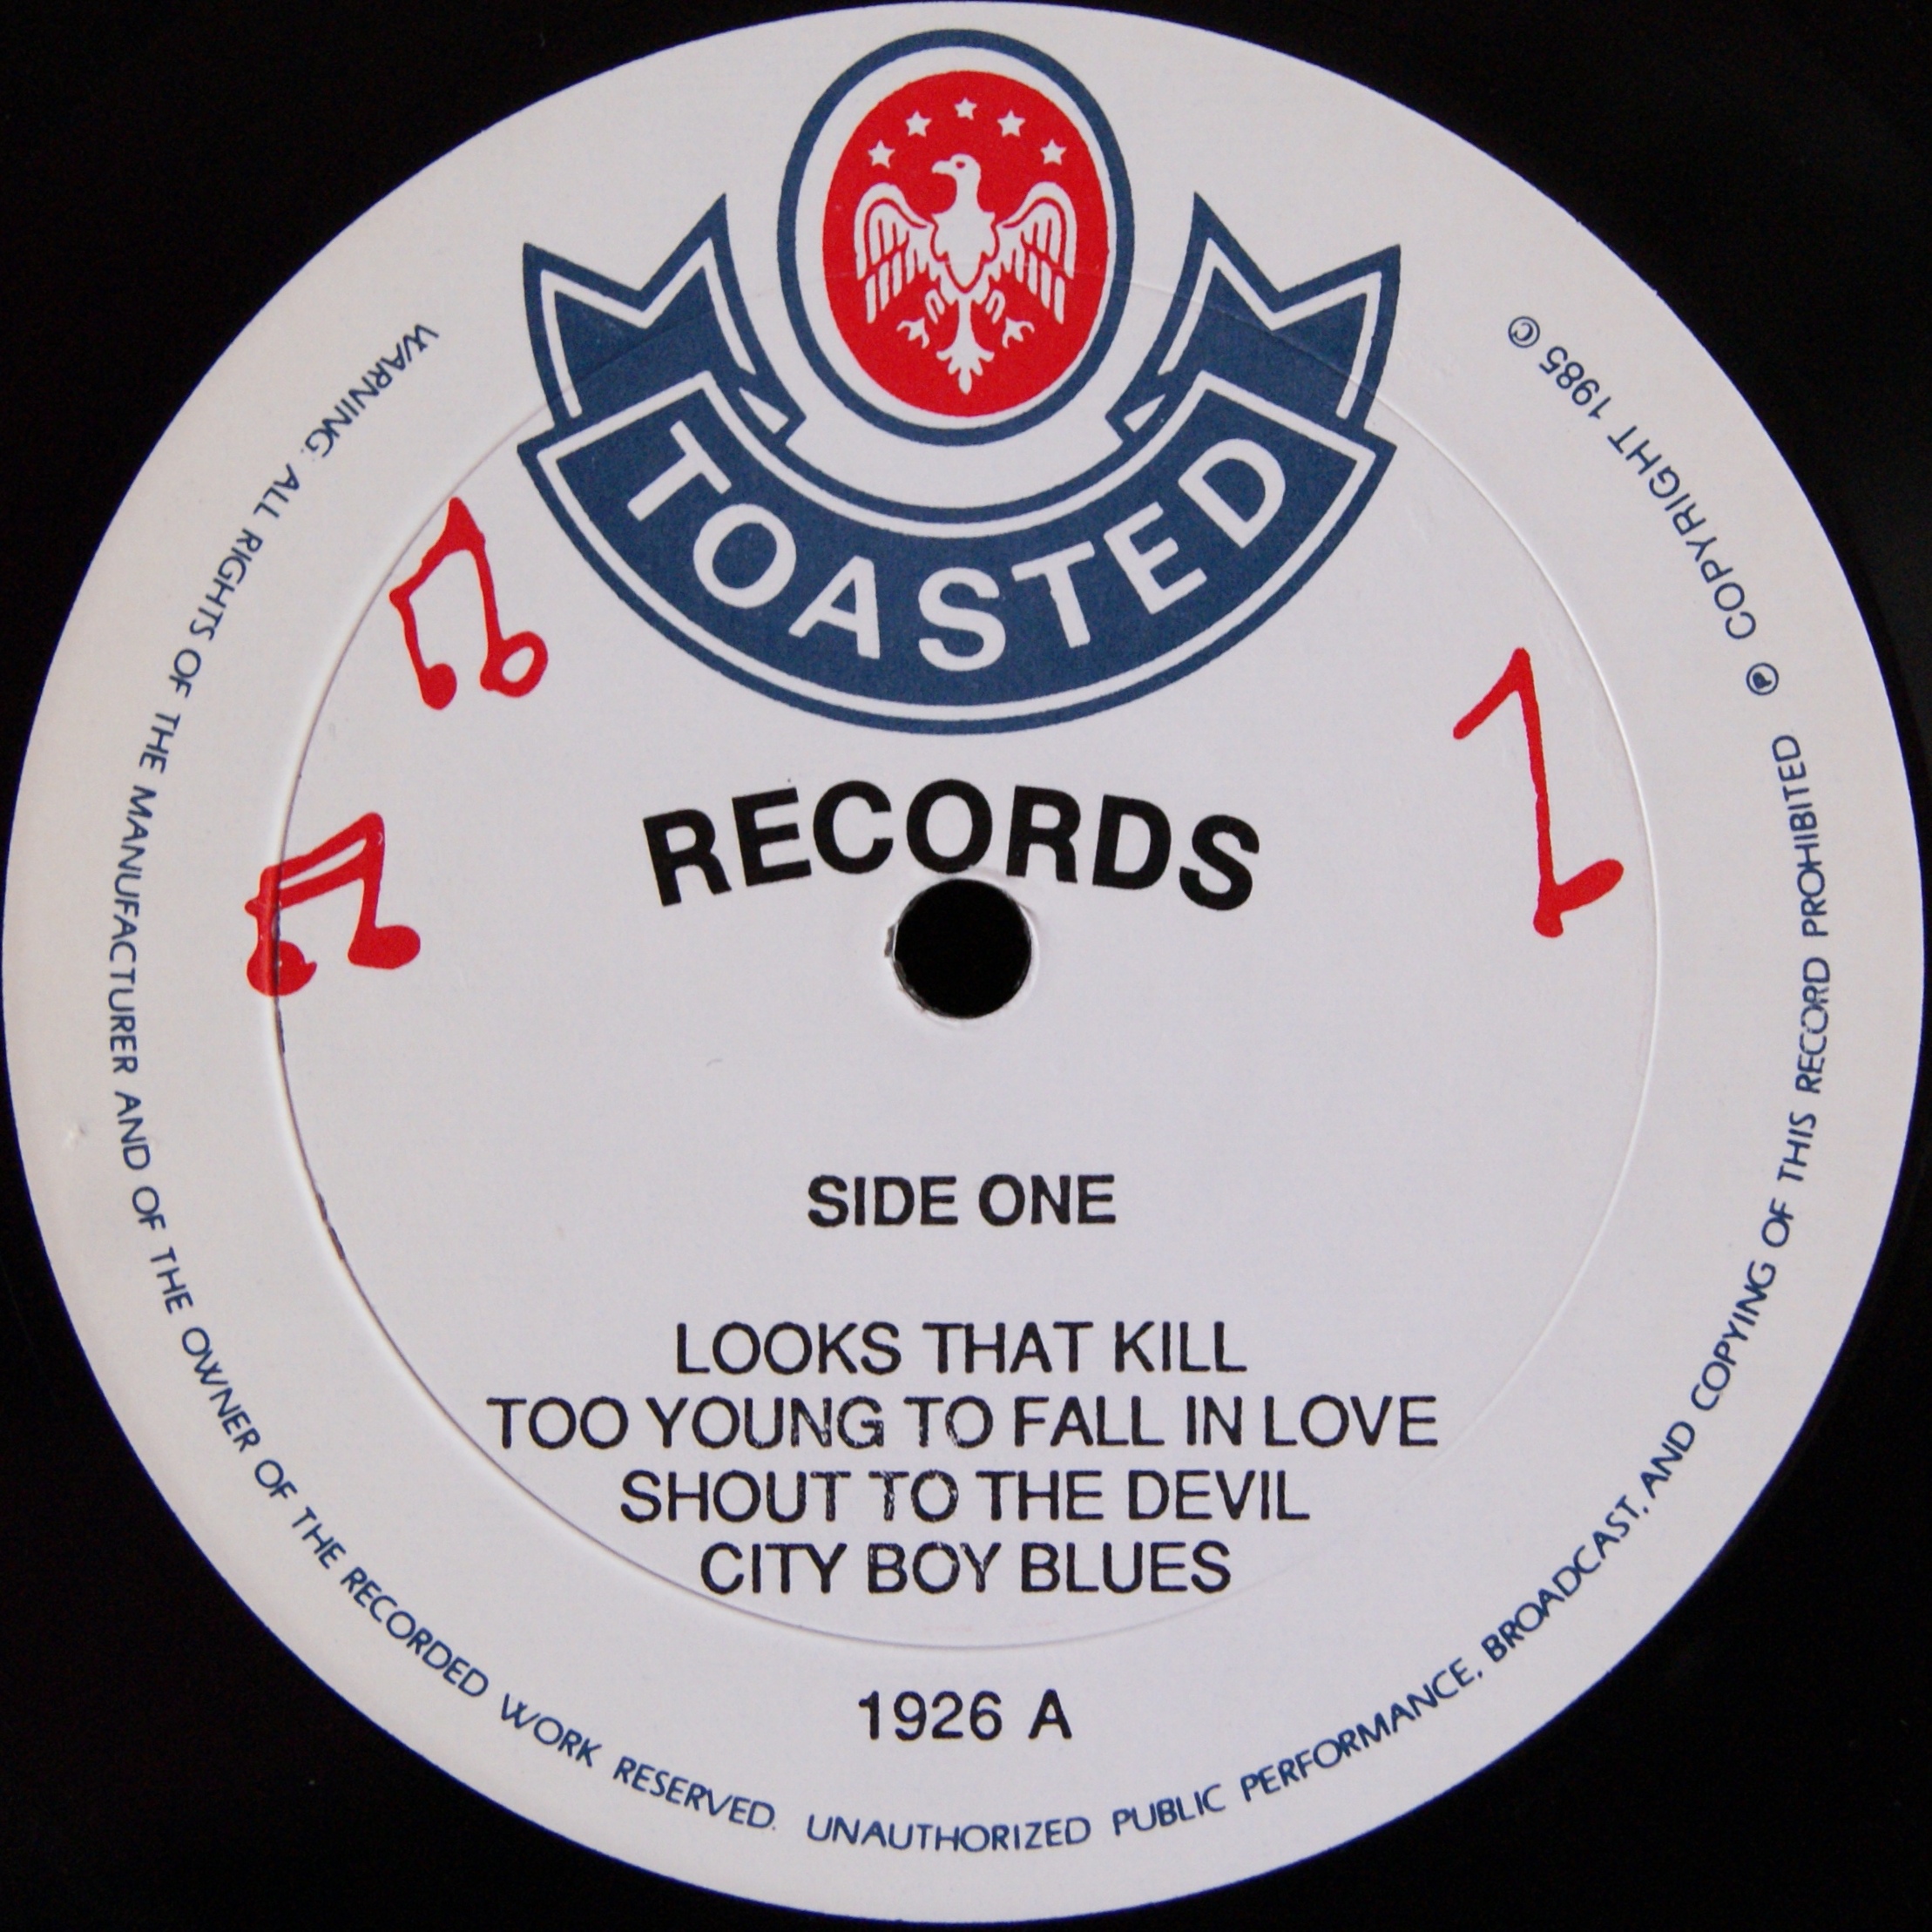 TOASTED
RECORDS
SIDE ONE
LOOKS THAT KILL
TOO YOUNG TO FALL IN LOVE
SHOUT TO THE DEVIL
CITY BOY BLUES
1926 A
WARNING: ALL RIGHTS OF THE MANUFACTURER AND OF THE OWNER OF THE RECORDED WORK RESERVED. UNAUTHORIZED PUBLIC PERFORMANCE, BROADCAST, AND COPYING OF THIS RECORD PROHIBITED ℗ COPYRIGHT 1985 ©